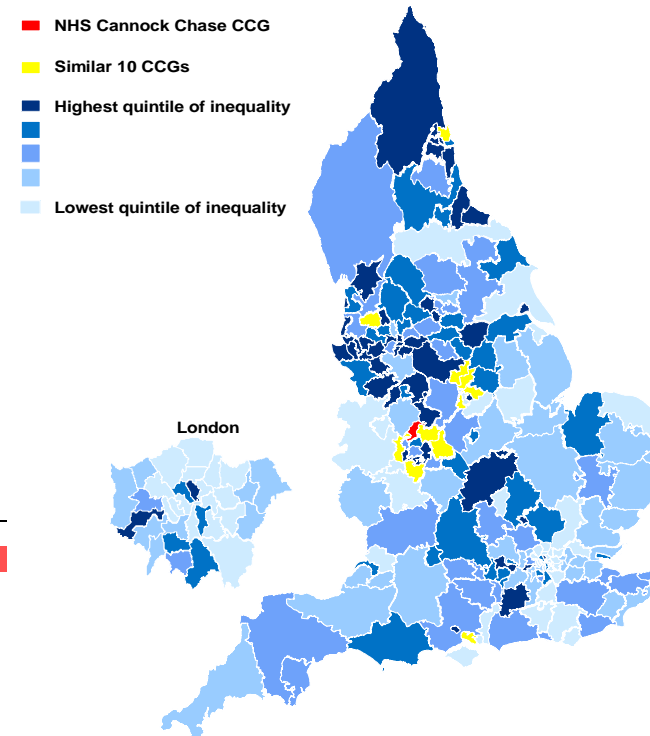 NHS Cannock Chase CCG
Similar 10 CCGs
Highest quintile of inequality
Lowest quintile of inequality
London